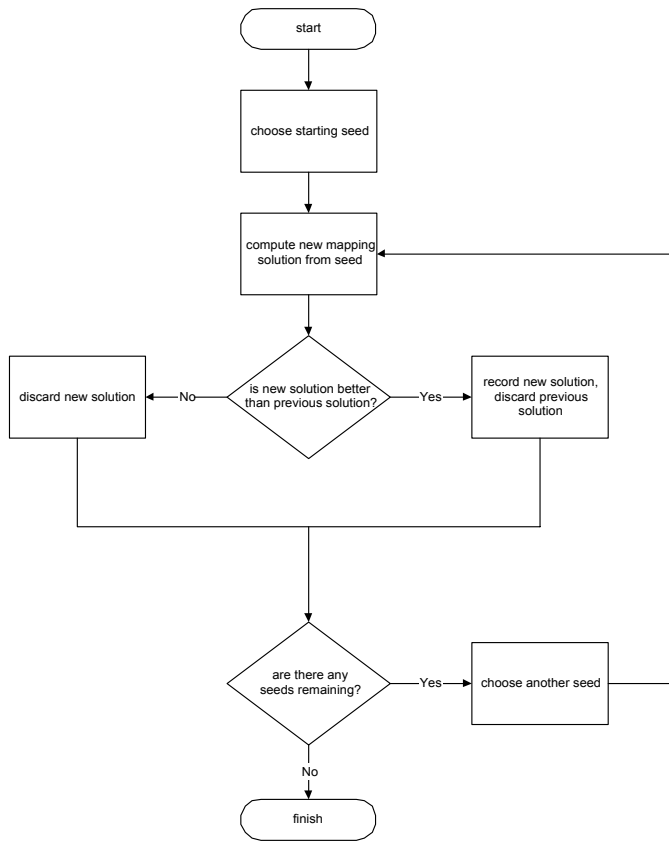 start
choose starting seed
compute new mapping
solution from seed
is new solution better
than previous solution?
No
Yes
discard new solution
record new solution,
discard previous
solution
are there any
seeds remaining?
Yes
choose another seed
No
finish